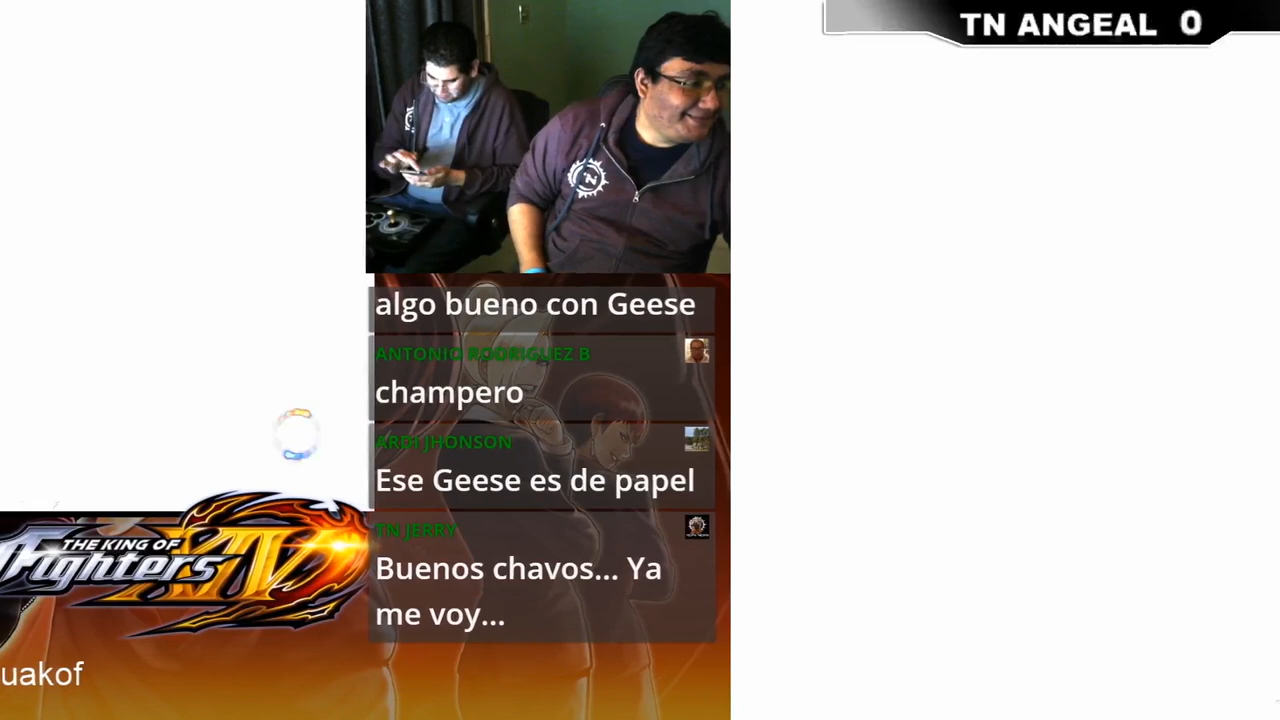 TN ANGEAL 0
algo bueno con Geese
ANTONIO RODRIGUEZ B
champero
ARDI JHONSON
Ese Geese es de papel
TN JERRY
Buenos chavos... Ya
me voy...
THE KING OF
Fighters XIV
uakof